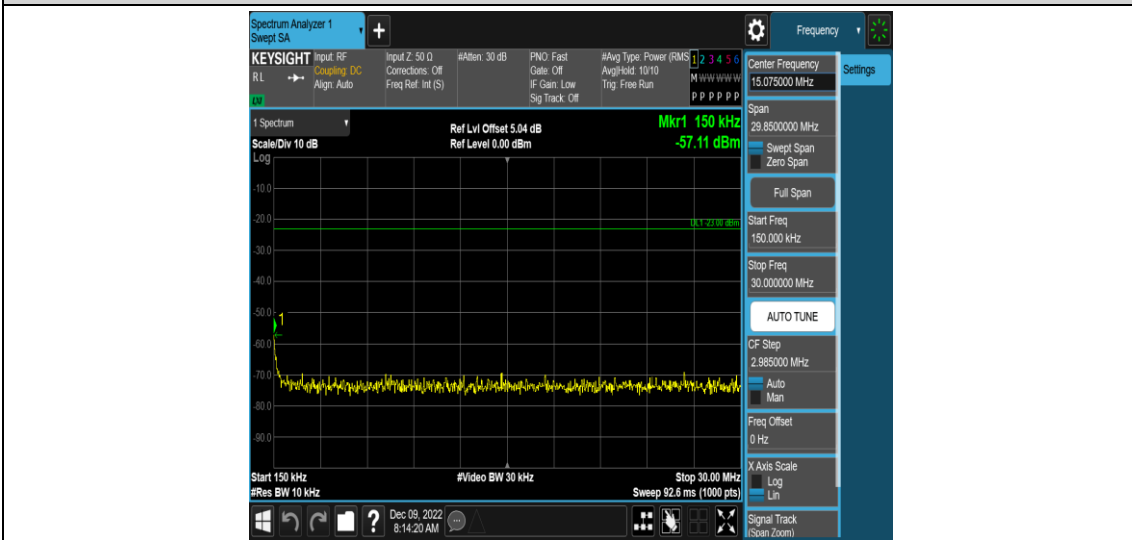 Spectrum Analyzer 1
Swept SA
+
Frequency
KEYSIGHT
RL
LXI
Input: RF
Coupling: DC
Align: Auto
Input Z: 50 Ω
Corrections: Off
Freq Ref: Int (S)
#Atten: 30 dB
PNO: Fast
Gate: Off
IF Gain: Low
Sig Track: Off
#Avg Type: Power (RMS
Avg|Hold: 10/10
Trig: Free Run
1 2 3 4 5 6
M W W W W W
P P P P P P
1 Spectrum
Scale/Div 10 dB
Log
Ref Lvl Offset 5.04 dB
Ref Level 0.00 dBm
Mkr1 150 kHz
-57.11 dBm
-10.0
-20.0
DL1 -23.00 dBm
-30.0
-40.0
-50.0
1
-60.0
-70.0
-80.0
-90.0
Start 150 kHz
#Res BW 10 kHz
#Video BW 30 kHz
Stop 30.00 MHz
Sweep 92.6 ms (1000 pts)
?
Dec 09, 2022
8:14:20 AM
Center Frequency
15.075000 MHz
Settings
Span
29.8500000 MHz
Swept Span
Zero Span
Full Span
Start Freq
150.000 kHz
Stop Freq
30.000000 MHz
AUTO TUNE
CF Step
2.985000 MHz
Auto
Man
Freq Offset
0 Hz
X Axis Scale
Log
Lin
Signal Track
(Span Zoom)